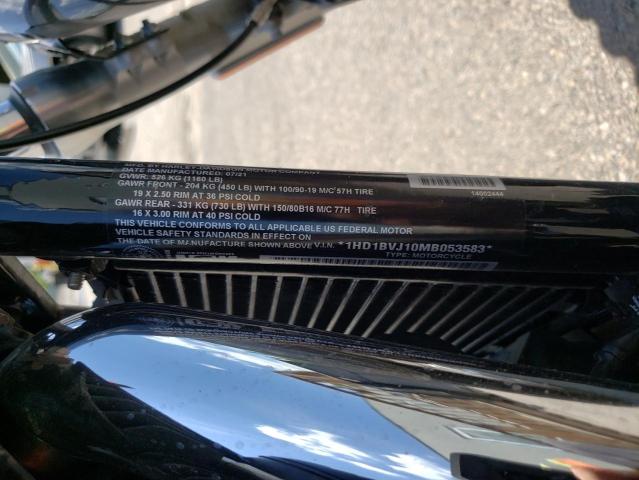 MFG. BY HARLEY-DAVIDSON MOTOR COMPANY
DATE MANUFACTURED: 07/21
GVWR: 526 KG (1160 LB)
GAWR FRONT - 204 KG (450 LB) WITH 100/90-19 M/C 57H TIRE
19 X 2.50 RIM AT 36 PSI COLD
GAWR REAR - 331 KG (730 LB) WITH 150/80B16 M/C 77H TIRE
16 X 3.00 RIM AT 40 PSI COLD
THIS VEHICLE CONFORMS TO ALL APPLICABLE US FEDERAL MOTOR
VEHICLE SAFETY STANDARDS IN EFFECT ON
THE DATE OF MANUFACTURE SHOWN ABOVE V.I.N. *1HD1BVJ10MB053583*
TYPE: MOTORCYCLE
14002444